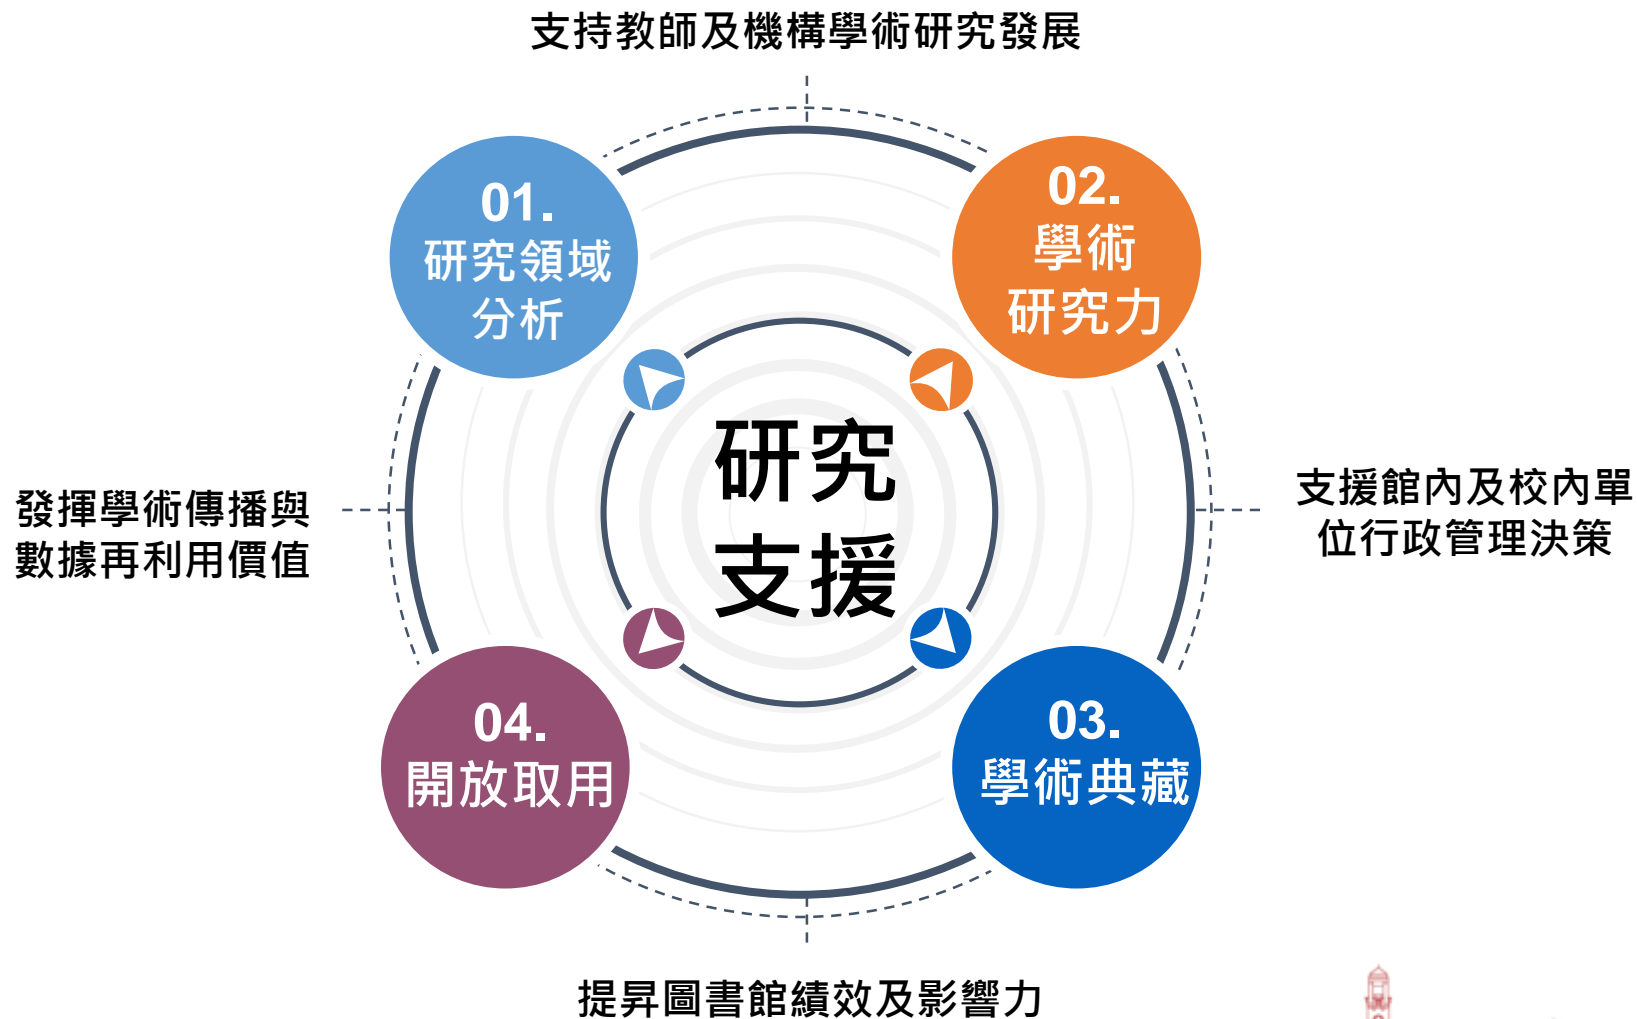 支持教師及機構學術研究發展
01.
研究領域
分析
02.
學術
研究力
研究
支援
發揮學術傳播與
數據再利用價值
支援館內及校內單
位行政管理決策
04.
開放取用
03.
學術典藏
提昇圖書館績效及影響力